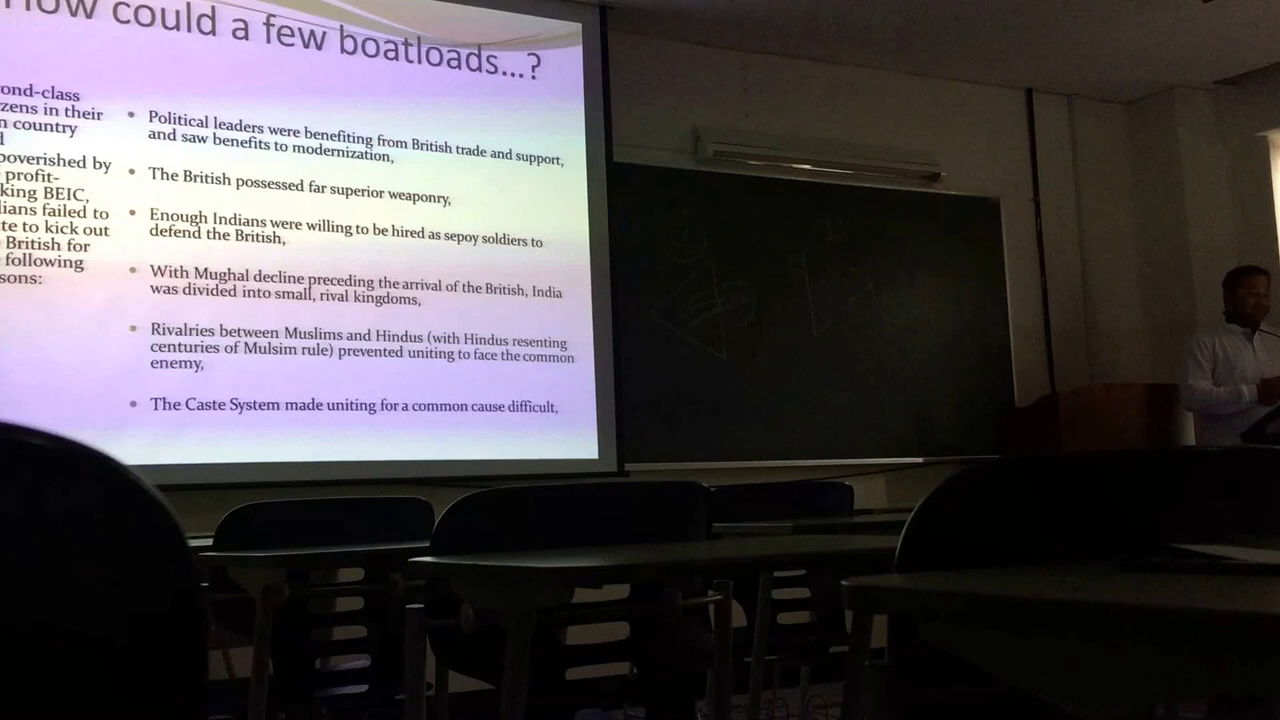 How could a few boatloads...?
ond-class
zens in their
n country
poverished by
profit-
king BEIC,
ians failed to
te to kick out
British for
following
sons:
• Political leaders were benefiting from British trade and support,
and saw benefits to modernization,
• The British possessed far superior weaponry,
• Enough Indians were willing to be hired as sepoy soldiers to
defend the British,
• With Mughal decline preceding the arrival of the British, India
was divided into small, rival kingdoms,
• Rivalries between Muslims and Hindus (with Hindus resenting
centuries of Mulsim rule) prevented uniting to face the common
enemy,
• The Caste System made uniting for a common cause difficult,